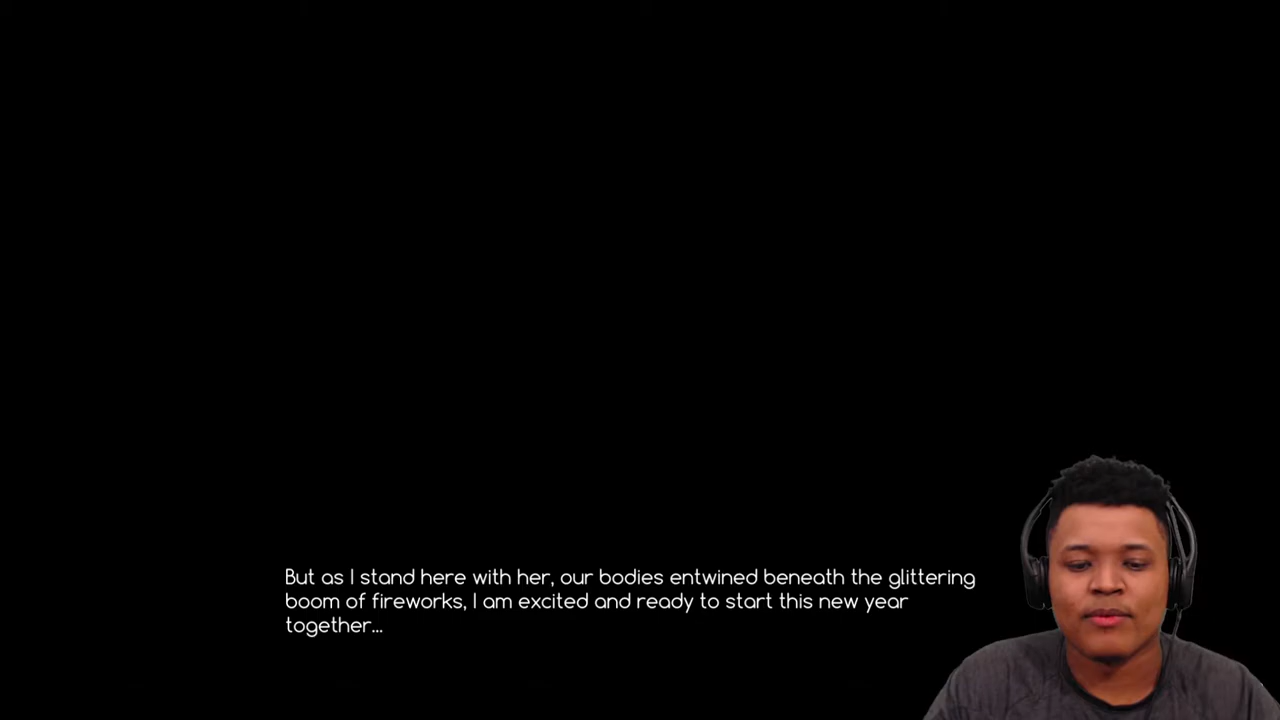 But as I stand here with her, our bodies entwined beneath the glittering
boom of fireworks, I am excited and ready to start this new year
together...